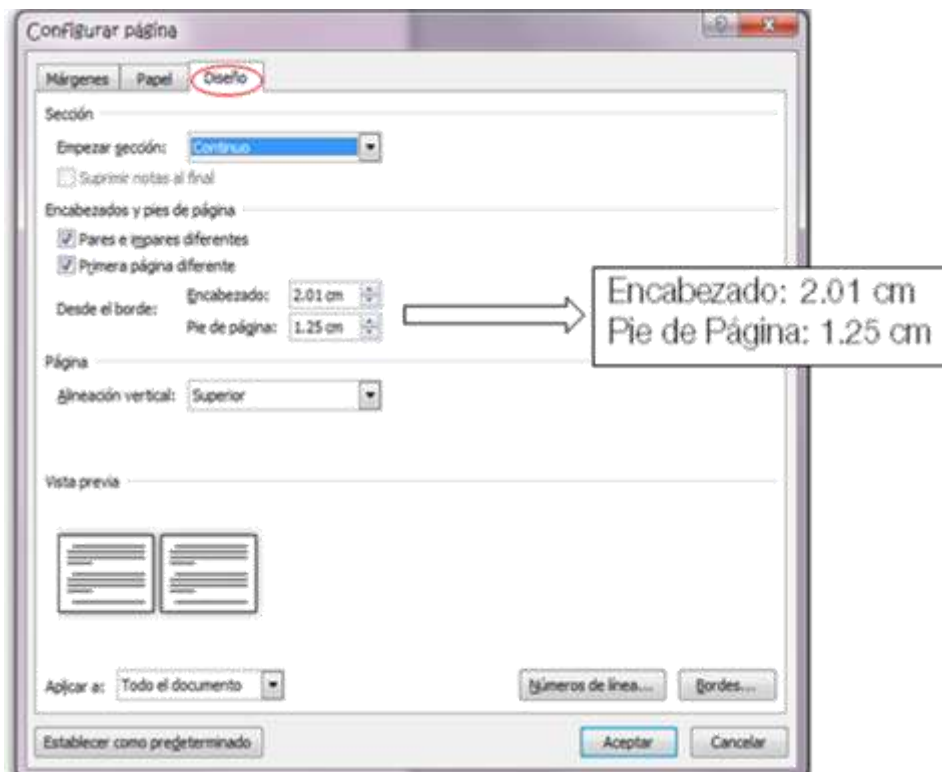 Configurar página
Márgenes Papel Diseño
Sección
Empezar sección: Continuo
Suprimir notas al final
Encabezados y pies de página
Pares e impares diferentes
Primera página diferente
Desde el borde: Encabezado: 2.01 cm
Pie de página: 1.25 cm
Encabezado: 2.01 cm
Pie de Página: 1.25 cm
Página
Alineación vertical: Superior
Vista previa
Aplicar a: Todo el documento Números de línea... Bordes...
Establecer como predeterminado Aceptar Cancelar